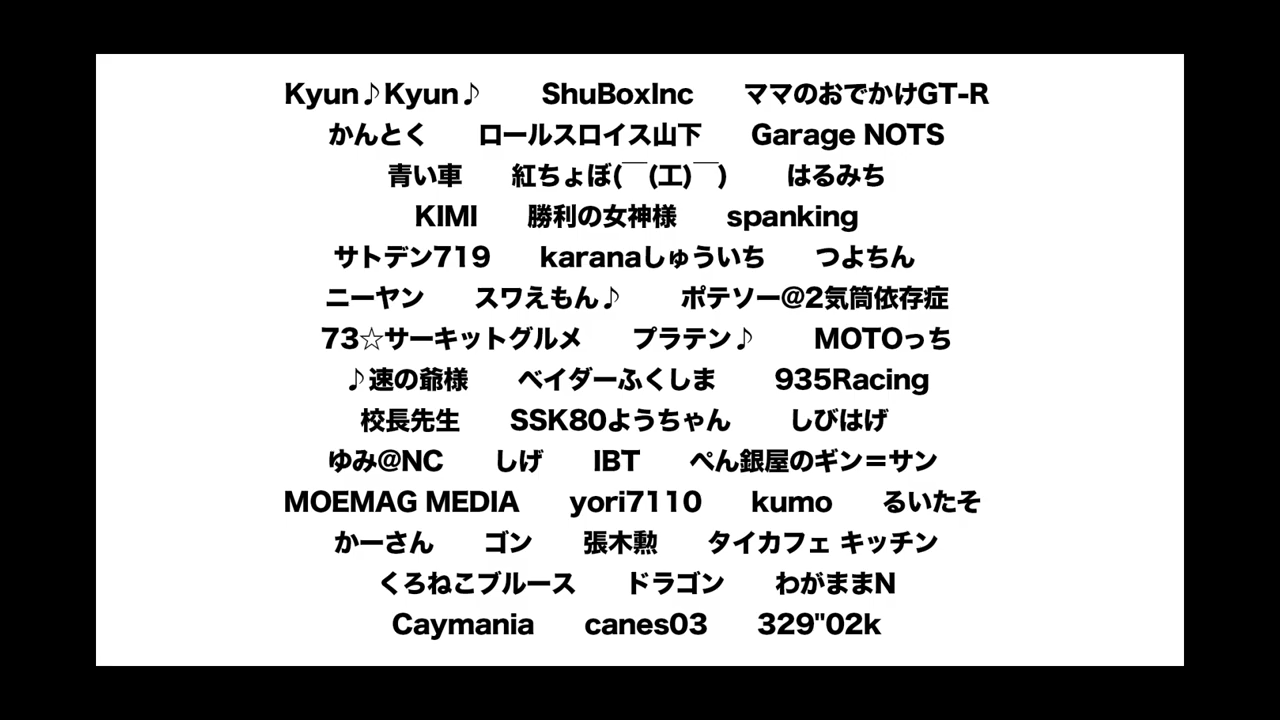 Kyun♪Kyun♪ ShuBoxInc ママのおでかけGT-R
かんとく ロールスロイス山下 Garage NOTS
青い車 紅ちょぼ(￣(工)￣) はるみち
KIMI 勝利の女神様 spanking
サトデン719 karanaしゅういち つよちん
ニーヤン スワえもん♪ ポテソー@2気筒依存症
73☆サーキットグルメ プラテン♪ MOTOっち
♪速の爺様 ベイダーふくしま 935Racing
校長先生 SSK80ようちゃん しびはげ
ゆみ@NC しげ IBT ぺん銀屋のギン＝サン
MOEMAG MEDIA yori7110 kumo るいたそ
かーさん ゴン 張木勲 タイカフェ キッチン
くろねこブルース ドラゴン わがままN
Caymania canes03 329"02k